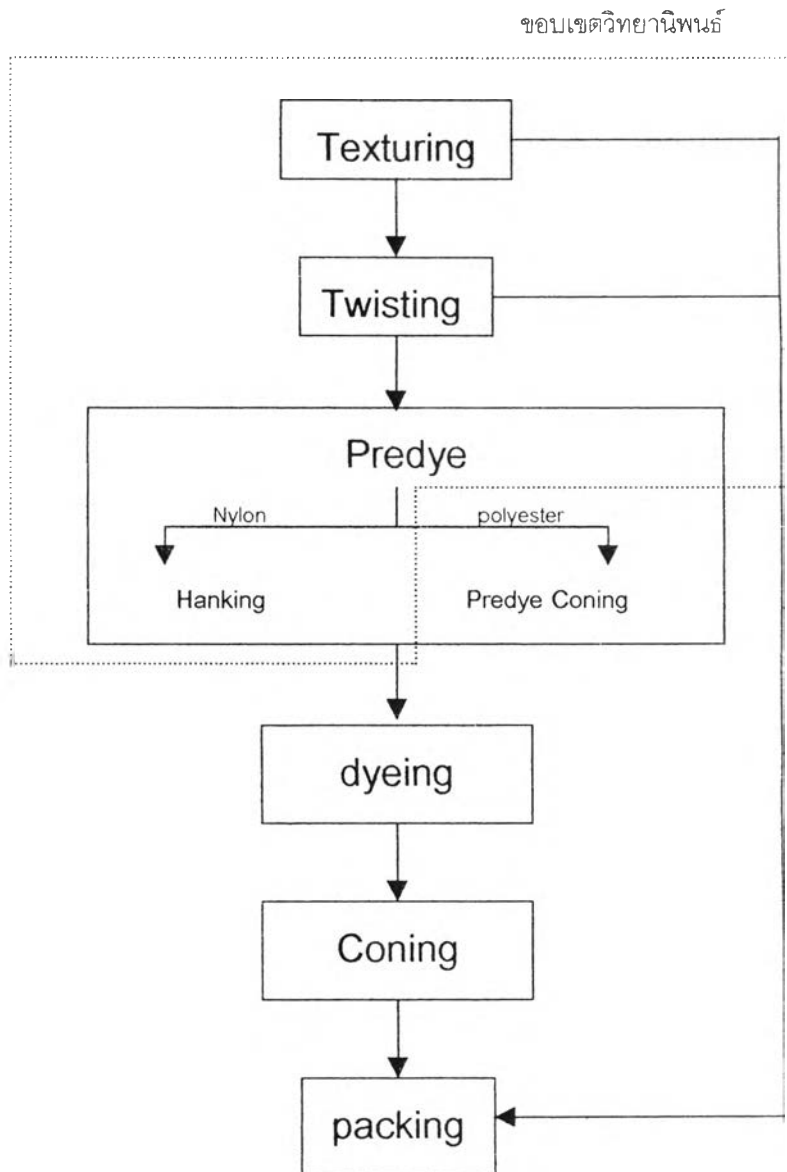 ขอบเขตวิทยานิพนธ์
Texturing
Twisting
Predye
Nylon
polyester
Hanking
Predye Coning
dyeing
Coning
packing